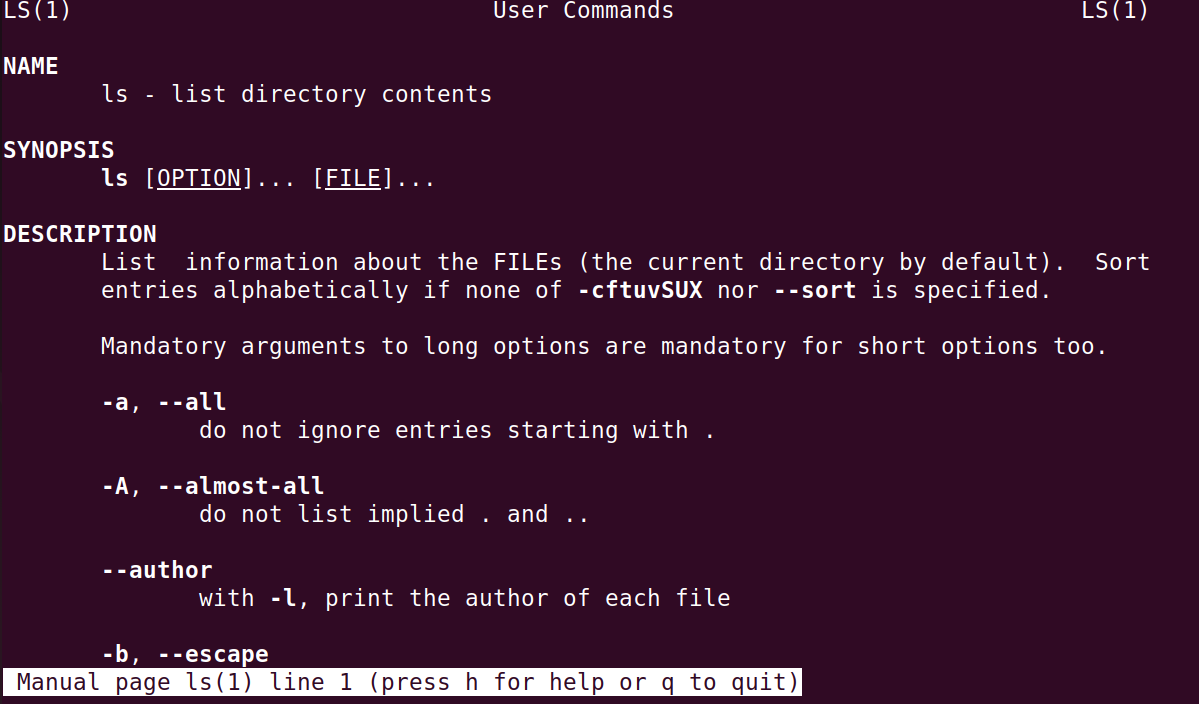 LS(1) User Commands LS(1)
NAME
ls - list directory contents
SYNOPSIS
ls [OPTION]... [FILE]...
DESCRIPTION
List  information about the FILEs (the current directory by default).  Sort
entries alphabetically if none of -cftuvSUX nor --sort is specified.
Mandatory arguments to long options are mandatory for short options too.
-a, --all
do not ignore entries starting with .
-A, --almost-all
do not list implied . and ..
--author
with -l, print the author of each file
-b, --escape
Manual page ls(1) line 1 (press h for help or q to quit)